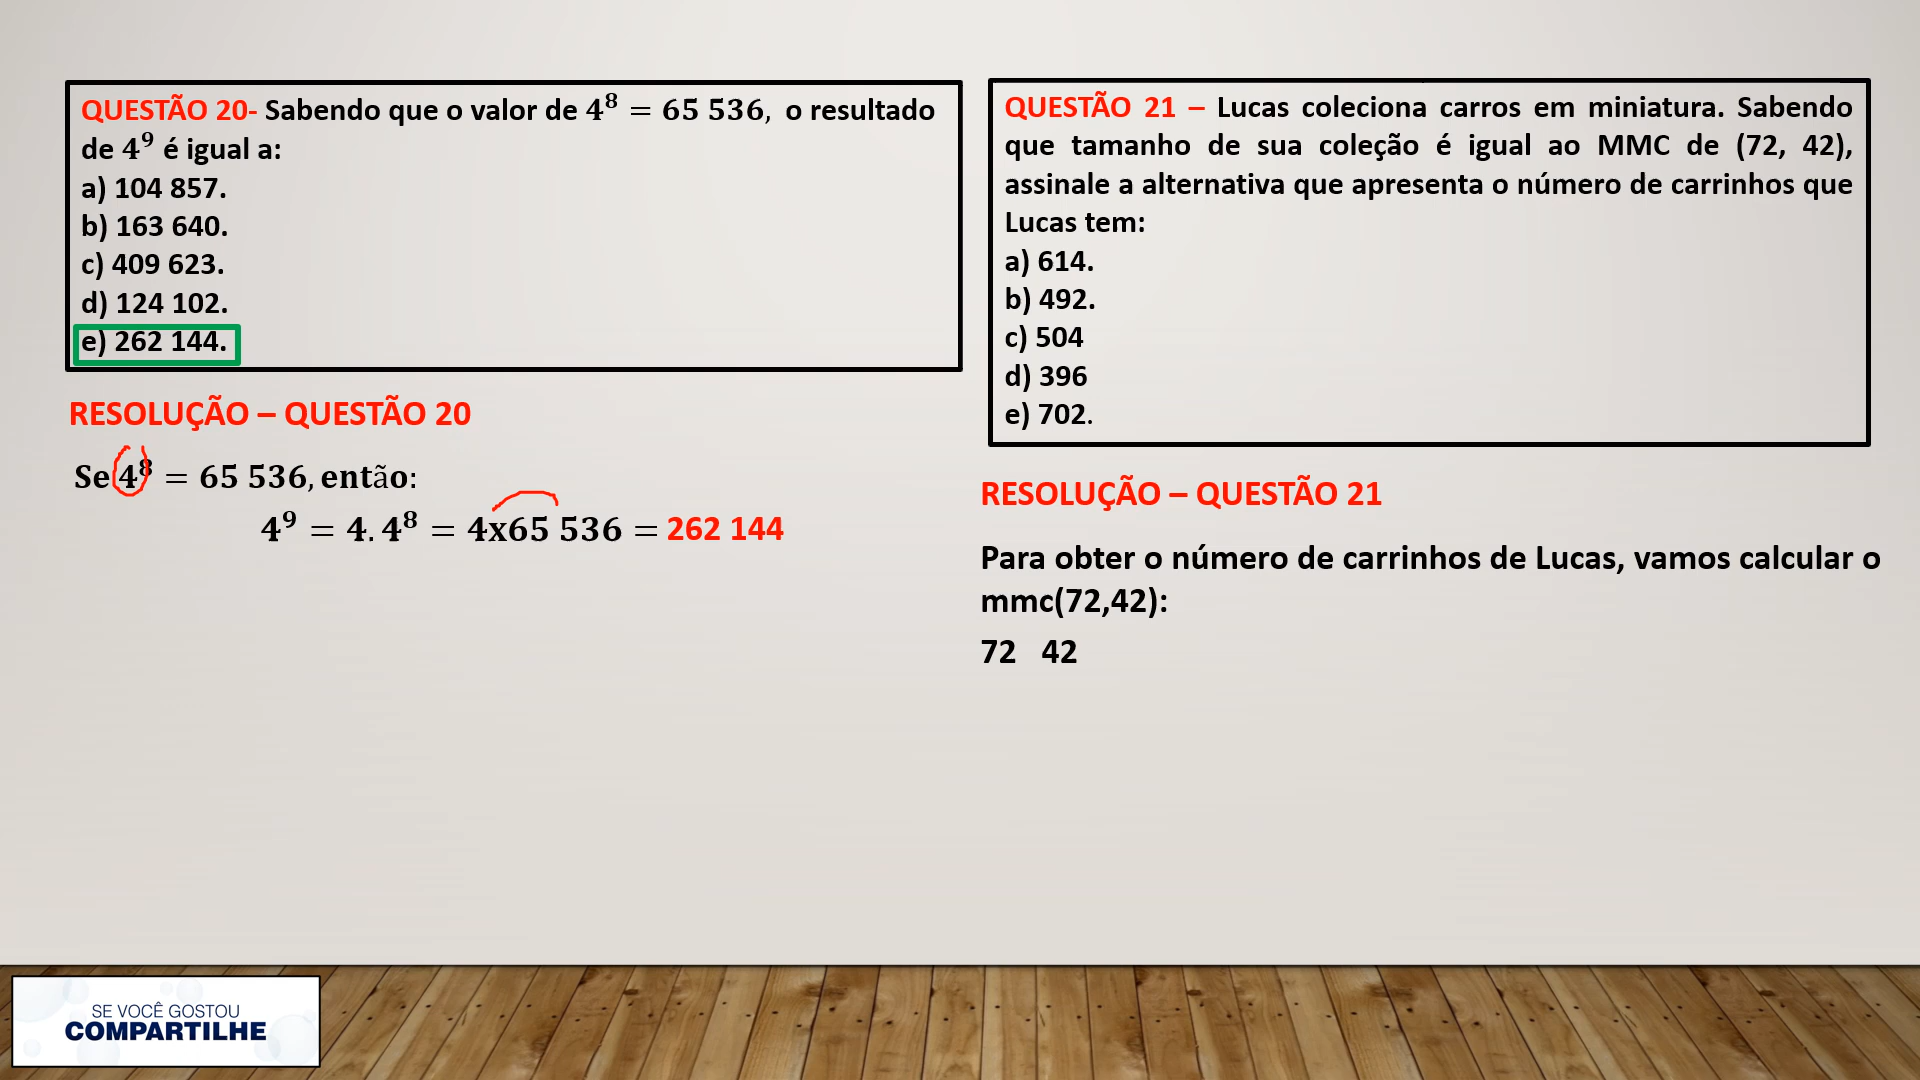 QUESTÃO 20- Sabendo que o valor de 4⁸ = 65 536, o resultado
de 4⁹ é igual a:
a) 104 857.
b) 163 640.
c) 409 623.
d) 124 102.
e) 262 144.
RESOLUÇÃO – QUESTÃO 20
Se 4⁸ = 65 536, então:
4⁹ = 4. 4⁸ = 4x65 536 = 262 144
QUESTÃO 21 – Lucas coleciona carros em miniatura. Sabendo
que tamanho de sua coleção é igual ao MMC de (72, 42),
assinale a alternativa que apresenta o número de carrinhos que
Lucas tem:
a) 614.
b) 492.
c) 504
d) 396
e) 702.
RESOLUÇÃO – QUESTÃO 21
Para obter o número de carrinhos de Lucas, vamos calcular o
mmc(72,42):
72 42
SE VOCÊ GOSTOU
COMPARTILHE